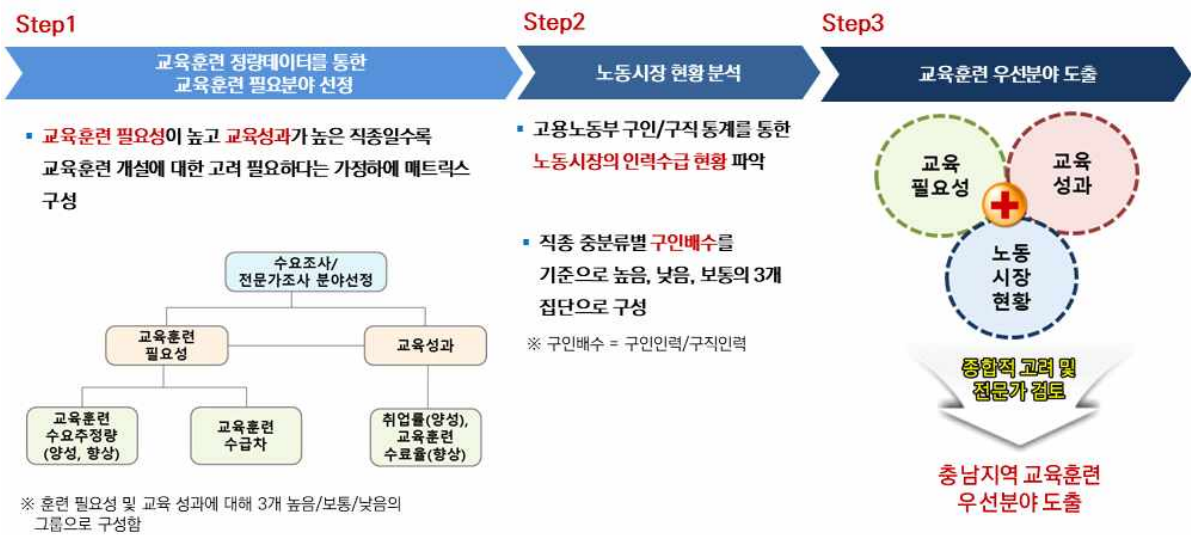 Step1
교육훈련 정량데이터를 통한
교육훈련 필요분야 선정
▪ 교육훈련 필요성이 높고 교육성과가 높은 직종일수록
교육훈련 개설에 대한 고려 필요하다는 가정하에 매트릭스
구성
수요조사/
전문가조사 분야선정
교육훈련
필요성
교육성과
교육훈련
수요추정량
(양성, 향상)
교육훈련
수급차
취업률(양성),
교육훈련
수료율(향상)
※ 훈련 필요성 및 교육 성과에 대해 3개 높음/보통/낮음의
그룹으로 구성함
Step2
노동시장 현황 분석
▪ 고용노동부 구인/구직 통계를 통한
노동시장의 인력수급 현황 파악
▪ 직종 중분류별 구인배수를
기준으로 높음, 낮음, 보통의 3개
집단으로 구성
※ 구인배수 = 구인인력/구직인력
Step3
교육훈련 우선분야 도출
교육
필요성
교육
성과
노동
시장
현황
종합적 고려 및
전문가 검토
충남지역 교육훈련
우선분야 도출